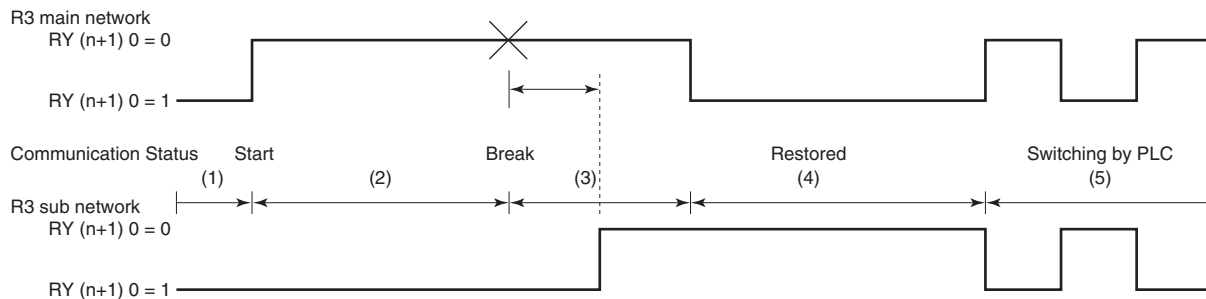 R3 main network
RY (n+1) 0 = 0
RY (n+1) 0 = 1
Communication Status
Start
Break
Restored
Switching by PLC
(1)
(2)
(3)
(4)
(5)
R3 sub network
RY (n+1) 0 = 0
RY (n+1) 0 = 1